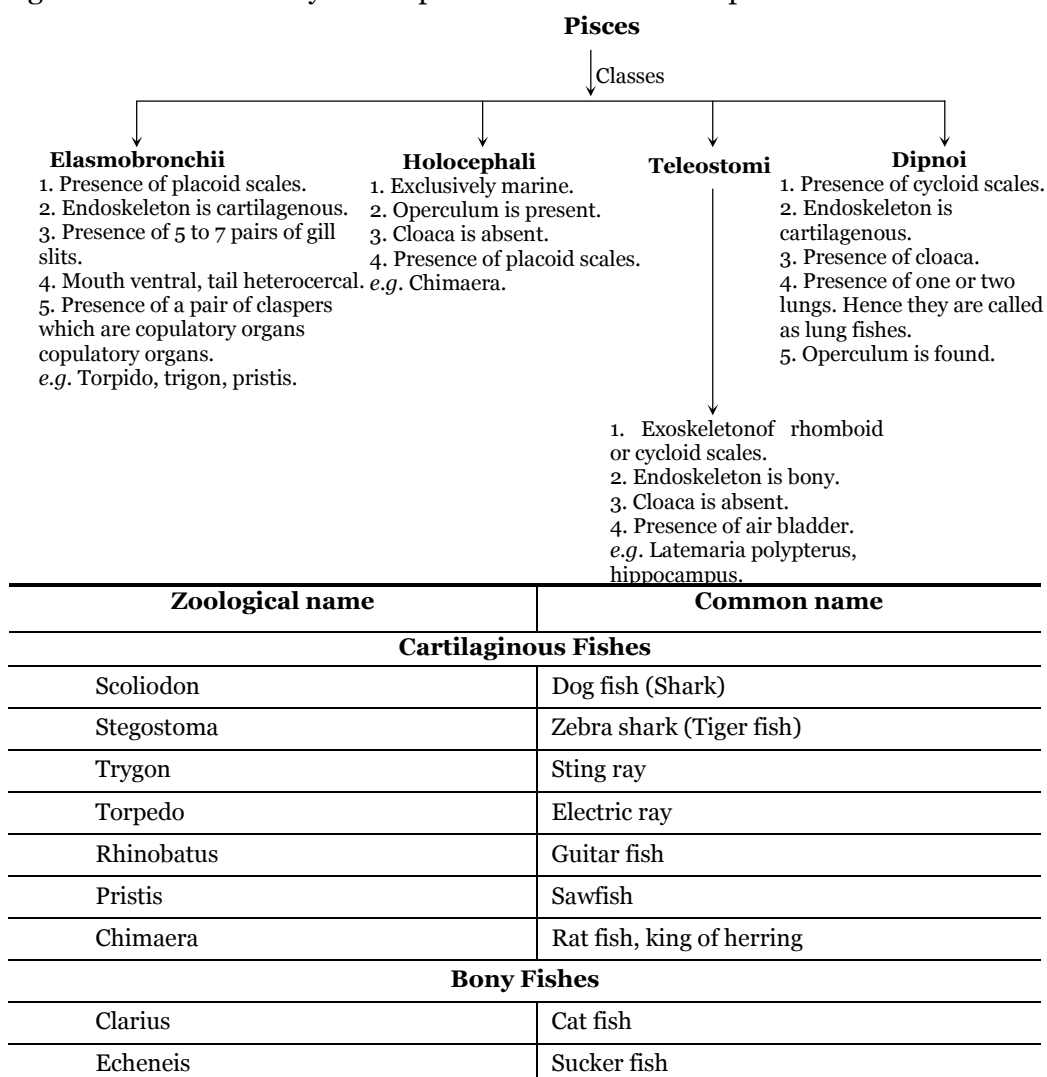 Pisces
Classes
Elasmobronchii
1. Presence of placoid scales.
2. Endoskeleton is cartilagenous.
3. Presence of 5 to 7 pairs of gill
slits.
4. Mouth ventral, tail heterocercal.
5. Presence of a pair of claspers
which are copulatory organs
copulatory organs.
e.g. Torpido, trigon, pristis.
Holocephali
1. Exclusively marine.
2. Operculum is present.
3. Cloaca is absent.
4. Presence of placoid scales.
e.g. Chimaera.
Teleostomi
1. Exoskeletonof rhomboid
or cycloid scales.
2. Endoskeleton is bony.
3. Cloaca is absent.
4. Presence of air bladder.
e.g. Latemaria polypterus,
hippocampus.
Dipnoi
1. Presence of cycloid scales.
2. Endoskeleton is
cartilagenous.
3. Presence of cloaca.
4. Presence of one or two
lungs. Hence they are called
as lung fishes.
5. Operculum is found.
Zoological name Common name
Cartilaginous Fishes
Scoliodon Dog fish (Shark)
Stegostoma Zebra shark (Tiger fish)
Trygon Sting ray
Torpedo Electric ray
Rhinobatus Guitar fish
Pristis Sawfish
Chimaera Rat fish, king of herring
Bony Fishes
Clarius Cat fish
Echeneis Sucker fish